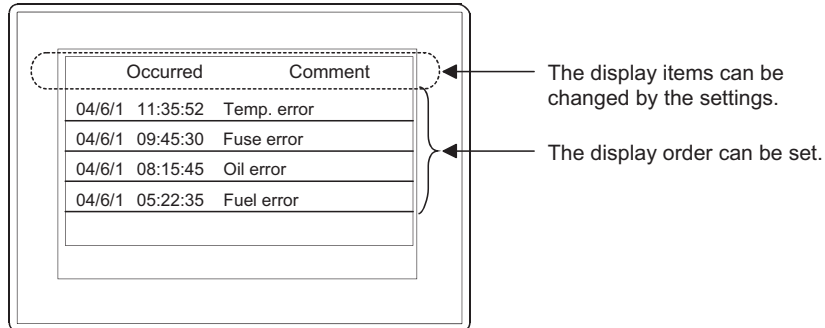 Occurred Comment
04/6/1 11:35:52 Temp. error
04/6/1 09:45:30 Fuse error
04/6/1 08:15:45 Oil error
04/6/1 05:22:35 Fuel error
The display items can be
changed by the settings.
The display order can be set.